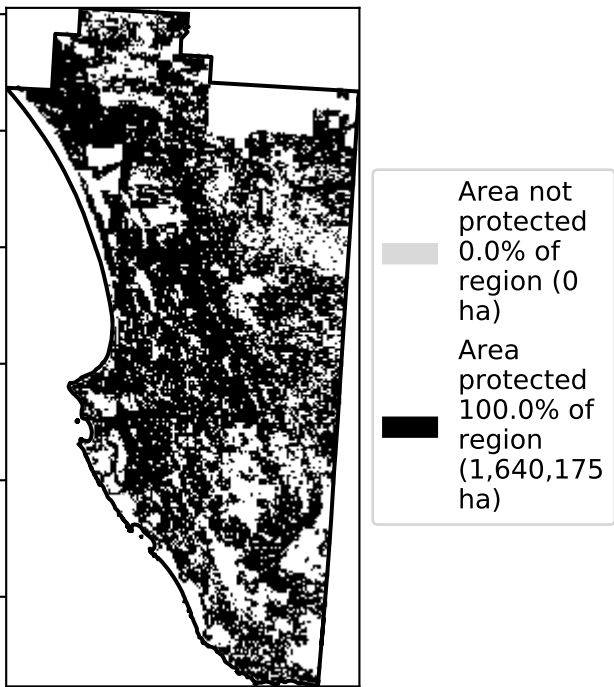 Area not
protected
0.0% of
region (0
ha)
Area
protected
100.0% of
region
(1,640,175
ha)